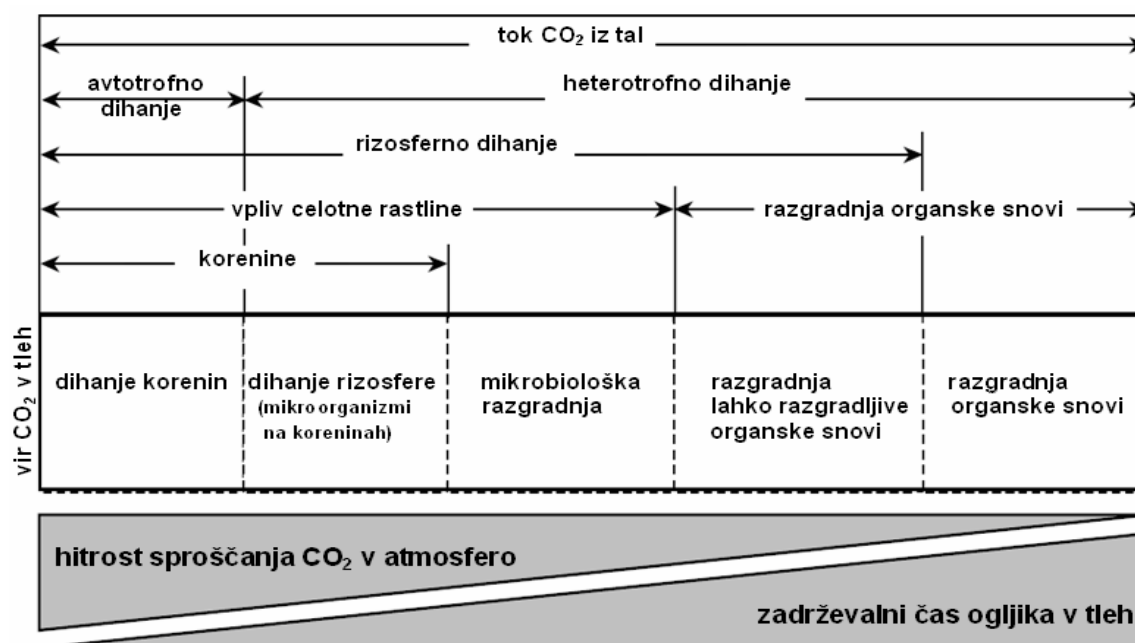 tok CO₂ iz tal
avtotrofno
dihanje
heterotrofno dihanje
rizosferno dihanje
vpliv celotne rastline
razgradnja organske snovi
korenine
vir CO₂ v tleh
dihanje korenin
dihanje rizosfere
(mikroorganizmi
na koreninah)
mikrobiološka
razgradnja
razgradnja
lahko razgradljive
organske snovi
razgradnja
organske snovi
hitrost sproščanja CO₂ v atmosfero
zadrževalni čas ogljika v tleh